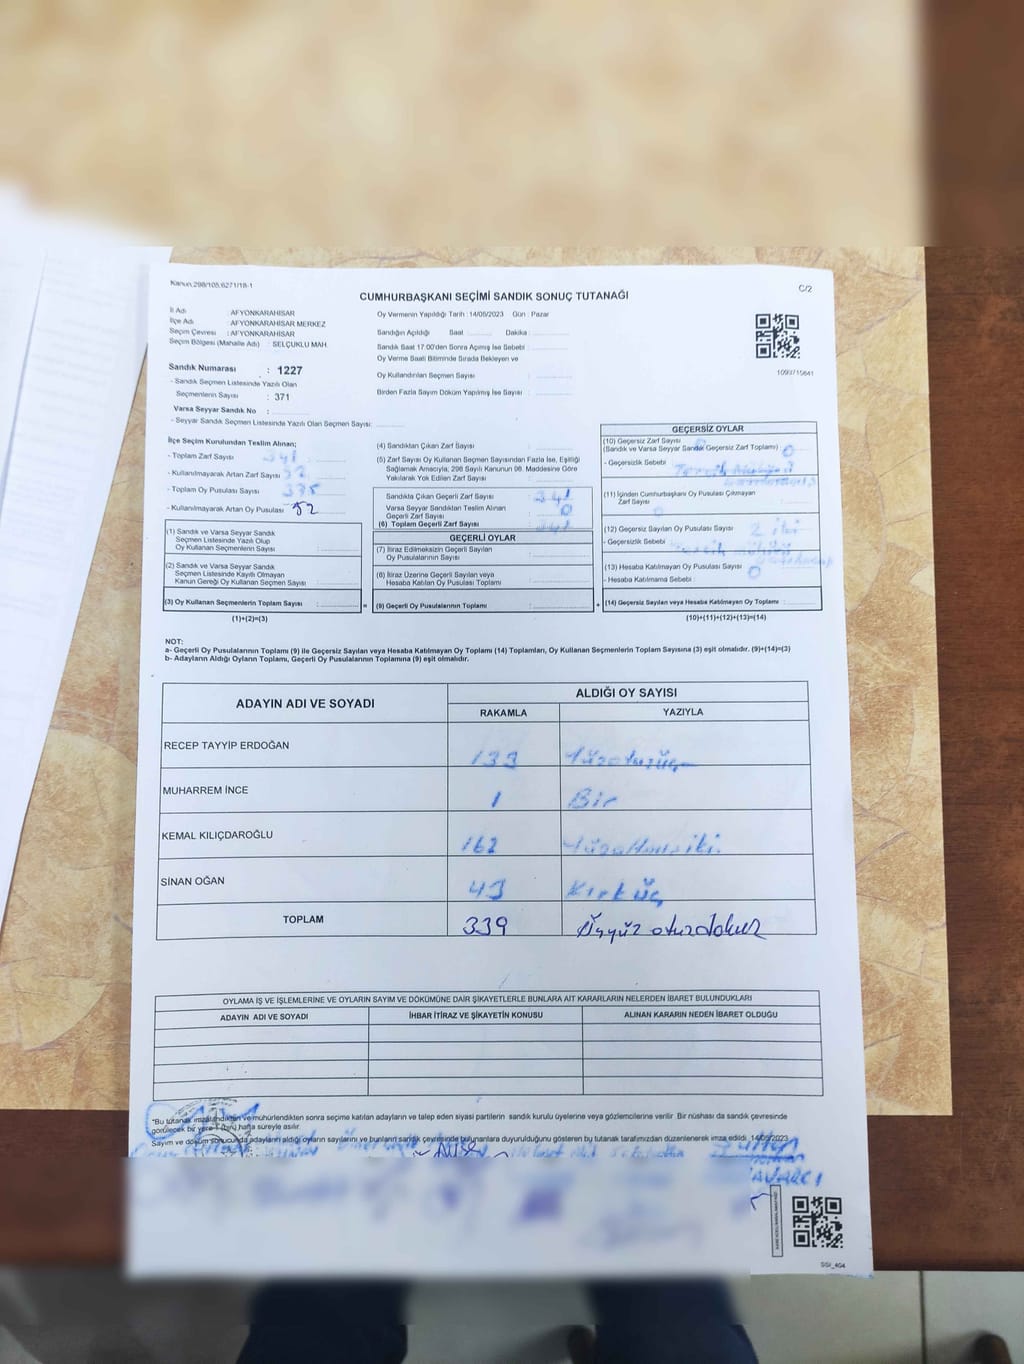 Kanun:298/105;6271/18-1
C/2
CUMHURBAŞKANI SEÇİMİ SANDIK SONUÇ TUTANAĞI
İl Adı : AFYONKARAHİSAR
İlçe Adı : AFYONKARAHİSAR MERKEZ
Seçim Çevresi : AFYONKARAHİSAR
Seçim Bölgesi (Mahalle Adı) : SELÇUKLU MAH.
Sandık Numarası : 1227
- Sandık Seçmen Listesinde Yazılı Olan
Seçmenlerin Sayısı : 371
Varsa Seyyar Sandık No :
- Seyyar Sandık Seçmen Listesinde Yazılı Olan Seçmen Sayısı:
Oy Vermenin Yapıldığı Tarih : 14/05/2023 Gün : Pazar
Sandığın Açıldığı Saat Dakika :
Sandık Saat 17:00'den Sonra Açımış İse Sebebi :
Oy Verme Saati Bitiminde Sırada Bekleyen ve
Oy Kullandırılan Seçmen Sayısı :
Birden Fazla Sayım Döküm Yapılmış İse Sayısı :
İlçe Seçim Kurulundan Teslim Alınan;
- Toplam Zarf Sayısı
- Kullanılmayarak Artan Zarf Sayısı
- Toplam Oy Pusulası Sayısı 375
- Kullanılmayarak Artan Oy Pusulası
(1) Sandık ve Varsa Seyyar Sandık
Seçmen Listesinde Yazılı Olup
Oy Kullanan Seçmenlerin Sayısı :
(2) Sandık ve Varsa Seyyar Sandık
Seçmen Listesinde Kayıtlı Olmayan
Kanun Gereği Oy Kullanan Seçmen Sayısı :
(3) Oy Kullanan Seçmenlerin Toplam Sayısı :
(1)+(2)=(3)
(4) Sandıktan Çıkan Zarf Sayısı :
(5) Zarf Sayısı Oy Kullanan Seçmen Sayısından Fazla İse, Eşitliği
Sağlamak Amacıyla; 298 Sayılı Kanunun 98. Maddesine Göre
Yakılarak Yok Edilen Zarf Sayısı :
Sandıkta Çıkan Geçerli Zarf Sayısı : 341
Varsa Seyyar Sandıktan Teslim Alınan
Geçerli Zarf Sayısı : 0
(6) Toplam Geçerli Zarf Sayısı : 341
GEÇERLİ OYLAR
(7) İtiraz Edilmeksizin Geçerli Sayılan
Oy Pusulalarının Sayısı :
(8) İtiraz Üzerine Geçerli Sayılan veya
Hesaba Katılan Oy Pusulası Toplamı :
= (9) Geçerli Oy Pusulalarının Toplamı :
GEÇERSİZ OYLAR
(10) Geçersiz Zarf Sayısı
(Sandık ve Varsa Seyyar Sandık Geçersiz Zarf Toplamı) : 0
- Geçersizlik Sebebi :
(11) İçinden Cumhurbaşkanı Oy Pusulası Çıkmayan
Zarf Sayısı 0
(12) Geçersiz Sayılan Oy Pusulası Sayısı : 2 iki
- Geçersizlik Sebebi :
(13) Hesaba Katılmayan Oy Pusulası Sayısı : 0
- Hesaba Katılmama Sebebi :
+ (14) Geçersiz Sayılan veya Hesaba Katılmayan Oy Toplamı :
(10)+(11)+(12)+(13)=(14)
NOT:
a- Geçerli Oy Pusulalarının Toplamı (9) ile Geçersiz Sayılan veya Hesaba Katılmayan Oy Toplamı (14) Toplamları, Oy Kullanan Seçmenlerin Toplam Sayısına (3) eşit olmalıdır. (9)+(14)=(3)
b- Adayların Aldığı Oyların Toplamı, Geçerli Oy Pusulalarının Toplamına (9) eşit olmalıdır.
ADAYIN ADI VE SOYADI ALDIĞI OY SAYISI
RAKAMLA YAZIYLA
RECEP TAYYİP ERDOĞAN 133 Yüzotuzüç
MUHARREM İNCE 1 Bir
KEMAL KILIÇDAROĞLU 162 Yüzaltmışiki
SİNAN OĞAN 43 Kırküç
TOPLAM 339 Üçyüz otuzdokuz
OYLAMA İŞ VE İŞLEMLERİNE VE OYLARIN SAYIM VE DÖKÜMÜNE DAİR ŞİKAYETLERLE BUNLARA AİT KARARLARIN NELERDEN İBARET BULUNDUKLARI
ADAYIN ADI VE SOYADI İHBAR İTİRAZ VE ŞİKAYETİN KONUSU ALINAN KARARIN NEDEN İBARET OLDUĞU
*Bu tutanak imzalandıktan ve mühürlendikten sonra seçime katılan adayların ve talep eden siyasi partilerin sandık kurulu üyelerine veya gözlemcilerine verilir. Bir nüshası da sandık çevresinde
görülecek bir yere 1 (bir) hafta süreyle asılır.
Sayım ve döküm sonucunda adayların aldığı oyların sayılarını ve bunların sandık çevresinde bulunanlara duyurulduğunu gösteren bu tutanak tarafımızdan düzenlenerek imza edildi. 14/05/2023
SSI_404